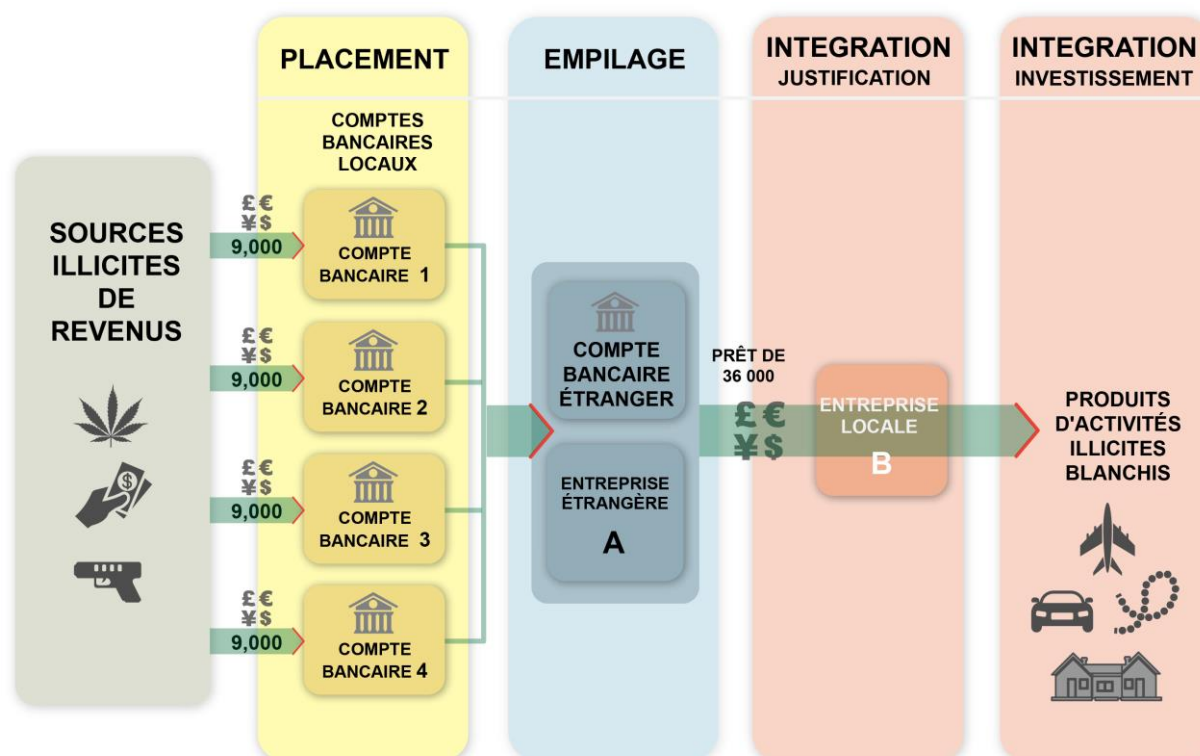 PLACEMENT
EMPILAGE
INTEGRATION
JUSTIFICATION
INTEGRATION
INVESTISSEMENT
COMPTES
BANCAIRES
LOCAUX
SOURCES
ILLICITES
DE
REVENUS
£ €
¥ $
9,000
COMPTE
BANCAIRE 1
£ €
¥ $
9,000
COMPTE
BANCAIRE 2
£ €
¥ $
9,000
COMPTE
BANCAIRE 3
£ €
¥ $
9,000
COMPTE
BANCAIRE 4
COMPTE
BANCAIRE
ÉTRANGER
ENTREPRISE
ÉTRANGÈRE
A
PRÊT DE
36 000
£ €
¥ $
ENTREPRISE
LOCALE
B
PRODUITS
D'ACTIVITÉS
ILLICITES
BLANCHIS
$